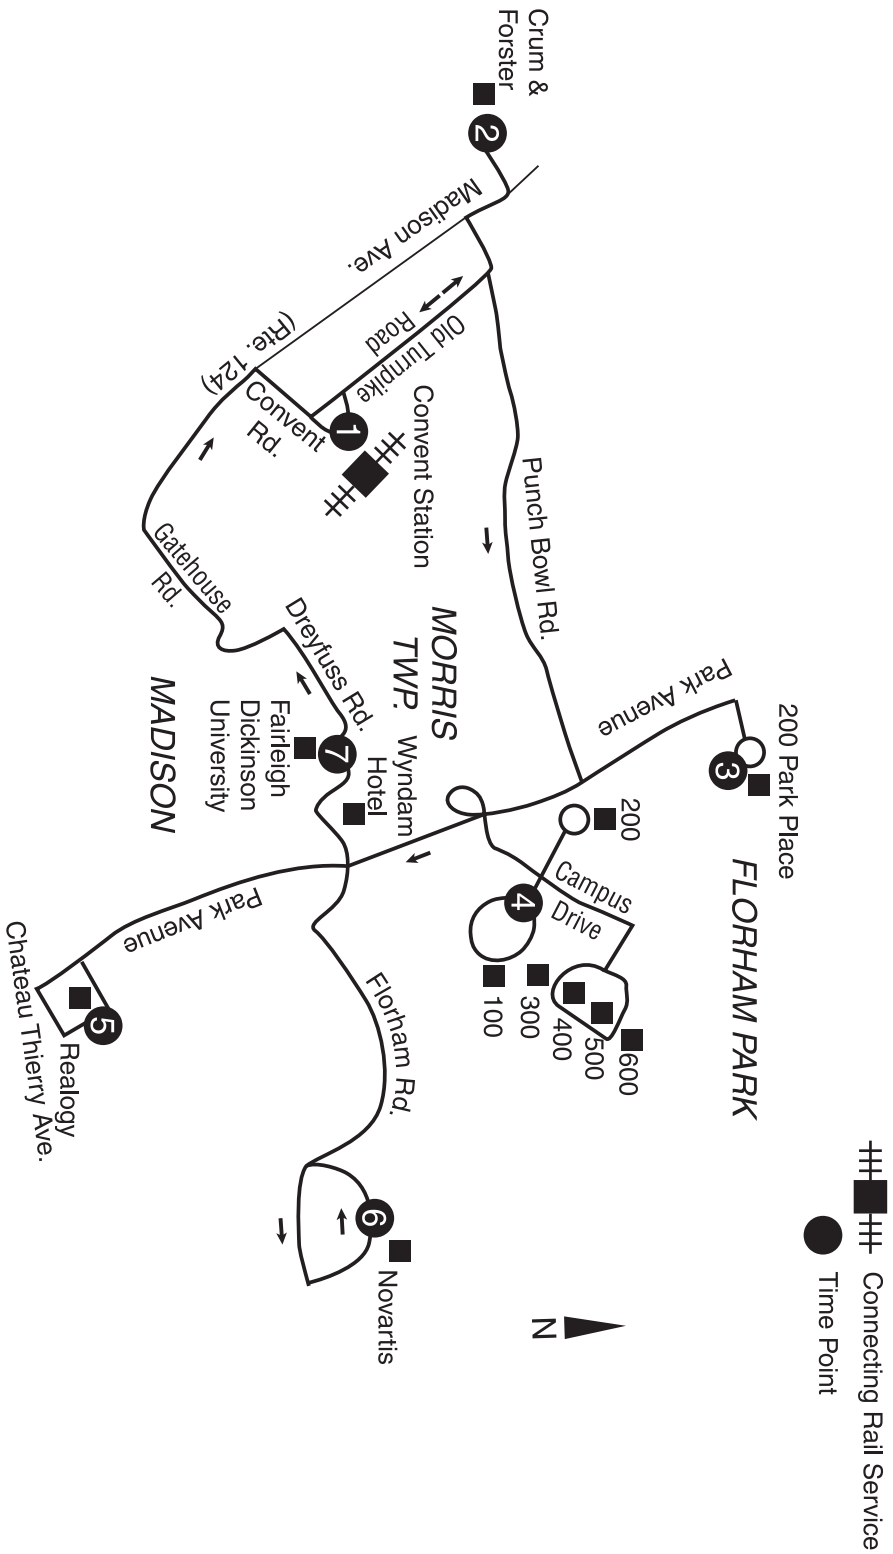 Connecting Rail Service
Time Point
200 Park Place
3
Park Avenue
FLORHAM PARK
Crum &
Forster
2
Madison Ave.
(Rte. 124)
Old Turnpike
Road
Convent
Rd.
1
Convent Station
Punch Bowl Rd.
MORRIS
TWP.
200
Campus
Drive
4
100
300
400
500
600
Wyndam
Hotel
Gatehouse
Rd.
Dreyfuss Rd.
7
Fairleigh
Dickinson
University
MADISON
Park Avenue
Florham Rd.
6
Novartis
5
Realogy
Chateau Thierry Ave.
N